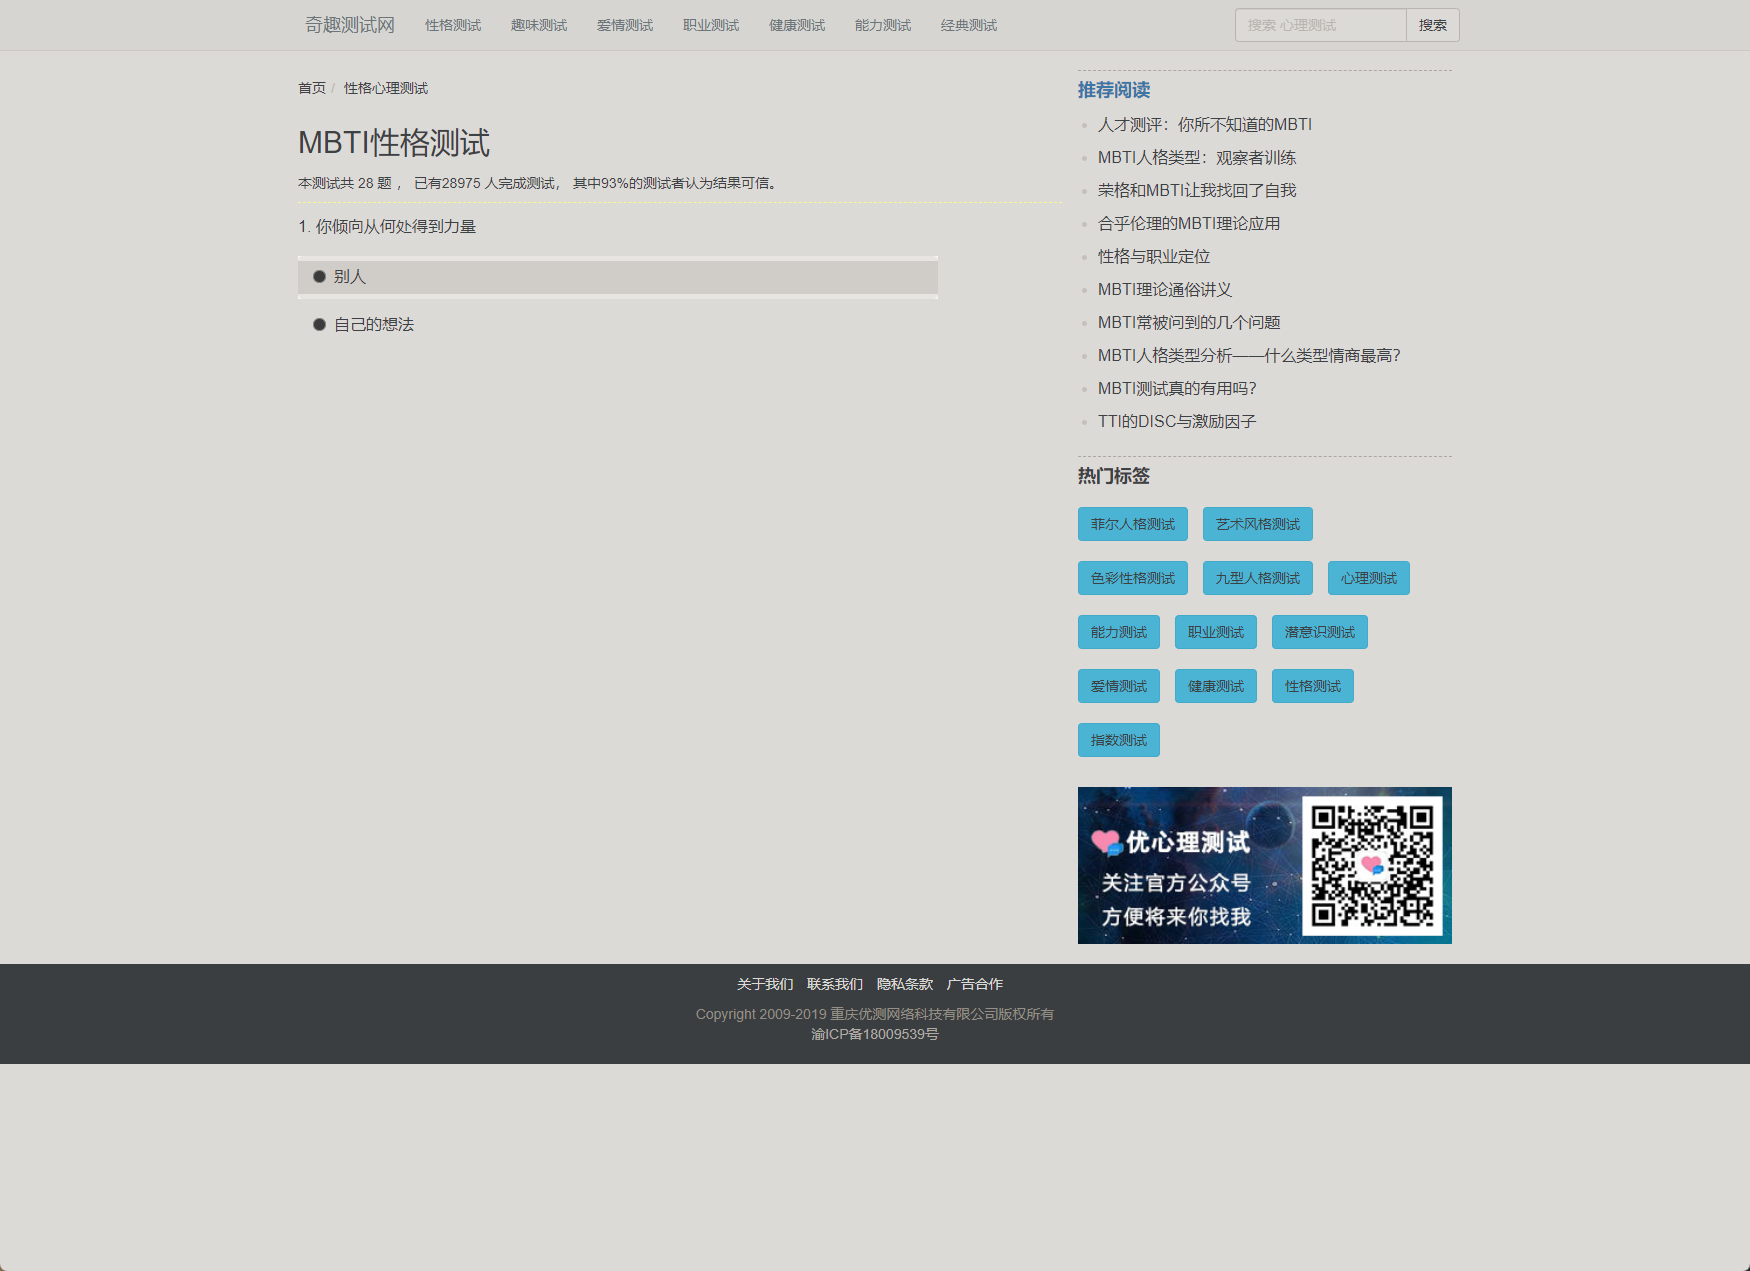 奇趣测试网 性格测试 趣味测试 爱情测试 职业测试 健康测试 能力测试 经典测试 搜索 心理测试 搜索
首页 / 性格心理测试
MBTI性格测试
本测试共 28 题 ， 已有28975 人完成测试， 其中93%的测试者认为结果可信。
1. 你倾向从何处得到力量
别人
自己的想法
推荐阅读
人才测评：你所不知道的MBTI
MBTI人格类型：观察者训练
荣格和MBTI让我找回了自我
合乎伦理的MBTI理论应用
性格与职业定位
MBTI理论通俗讲义
MBTI常被问到的几个问题
MBTI人格类型分析——什么类型情商最高?
MBTI测试真的有用吗?
TTI的DISC与激励因子
热门标签
菲尔人格测试 艺术风格测试
色彩性格测试 九型人格测试 心理测试
能力测试 职业测试 潜意识测试
爱情测试 健康测试 性格测试
指数测试
优心理测试
关注官方公众号
方便将来你找我
关于我们 联系我们 隐私条款 广告合作
Copyright 2009-2019 重庆优测网络科技有限公司版权所有
渝ICP备18009539号